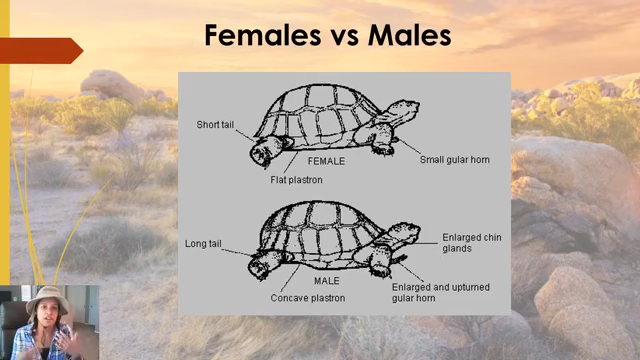 Females vs Males
Short tail
FEMALE
Small gular horn
Flat plastron
Long tail
Enlarged chin
glands
MALE
Concave plastron
Enlarged and upturned
gular horn